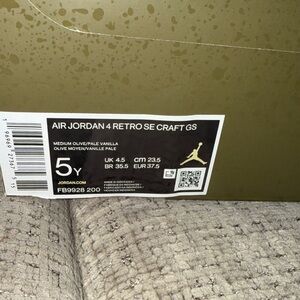 AIR JORDAN 4 RETRO SE CRAFT GS
MEDIUM OLIVE/PALE VANILLA
OLIVE MOYEN/VANILLE PALE
5Y
UK 4.5 CM 23.5
BR 35.5 EUR 37.5
JORDAN.COM
FB9928 200